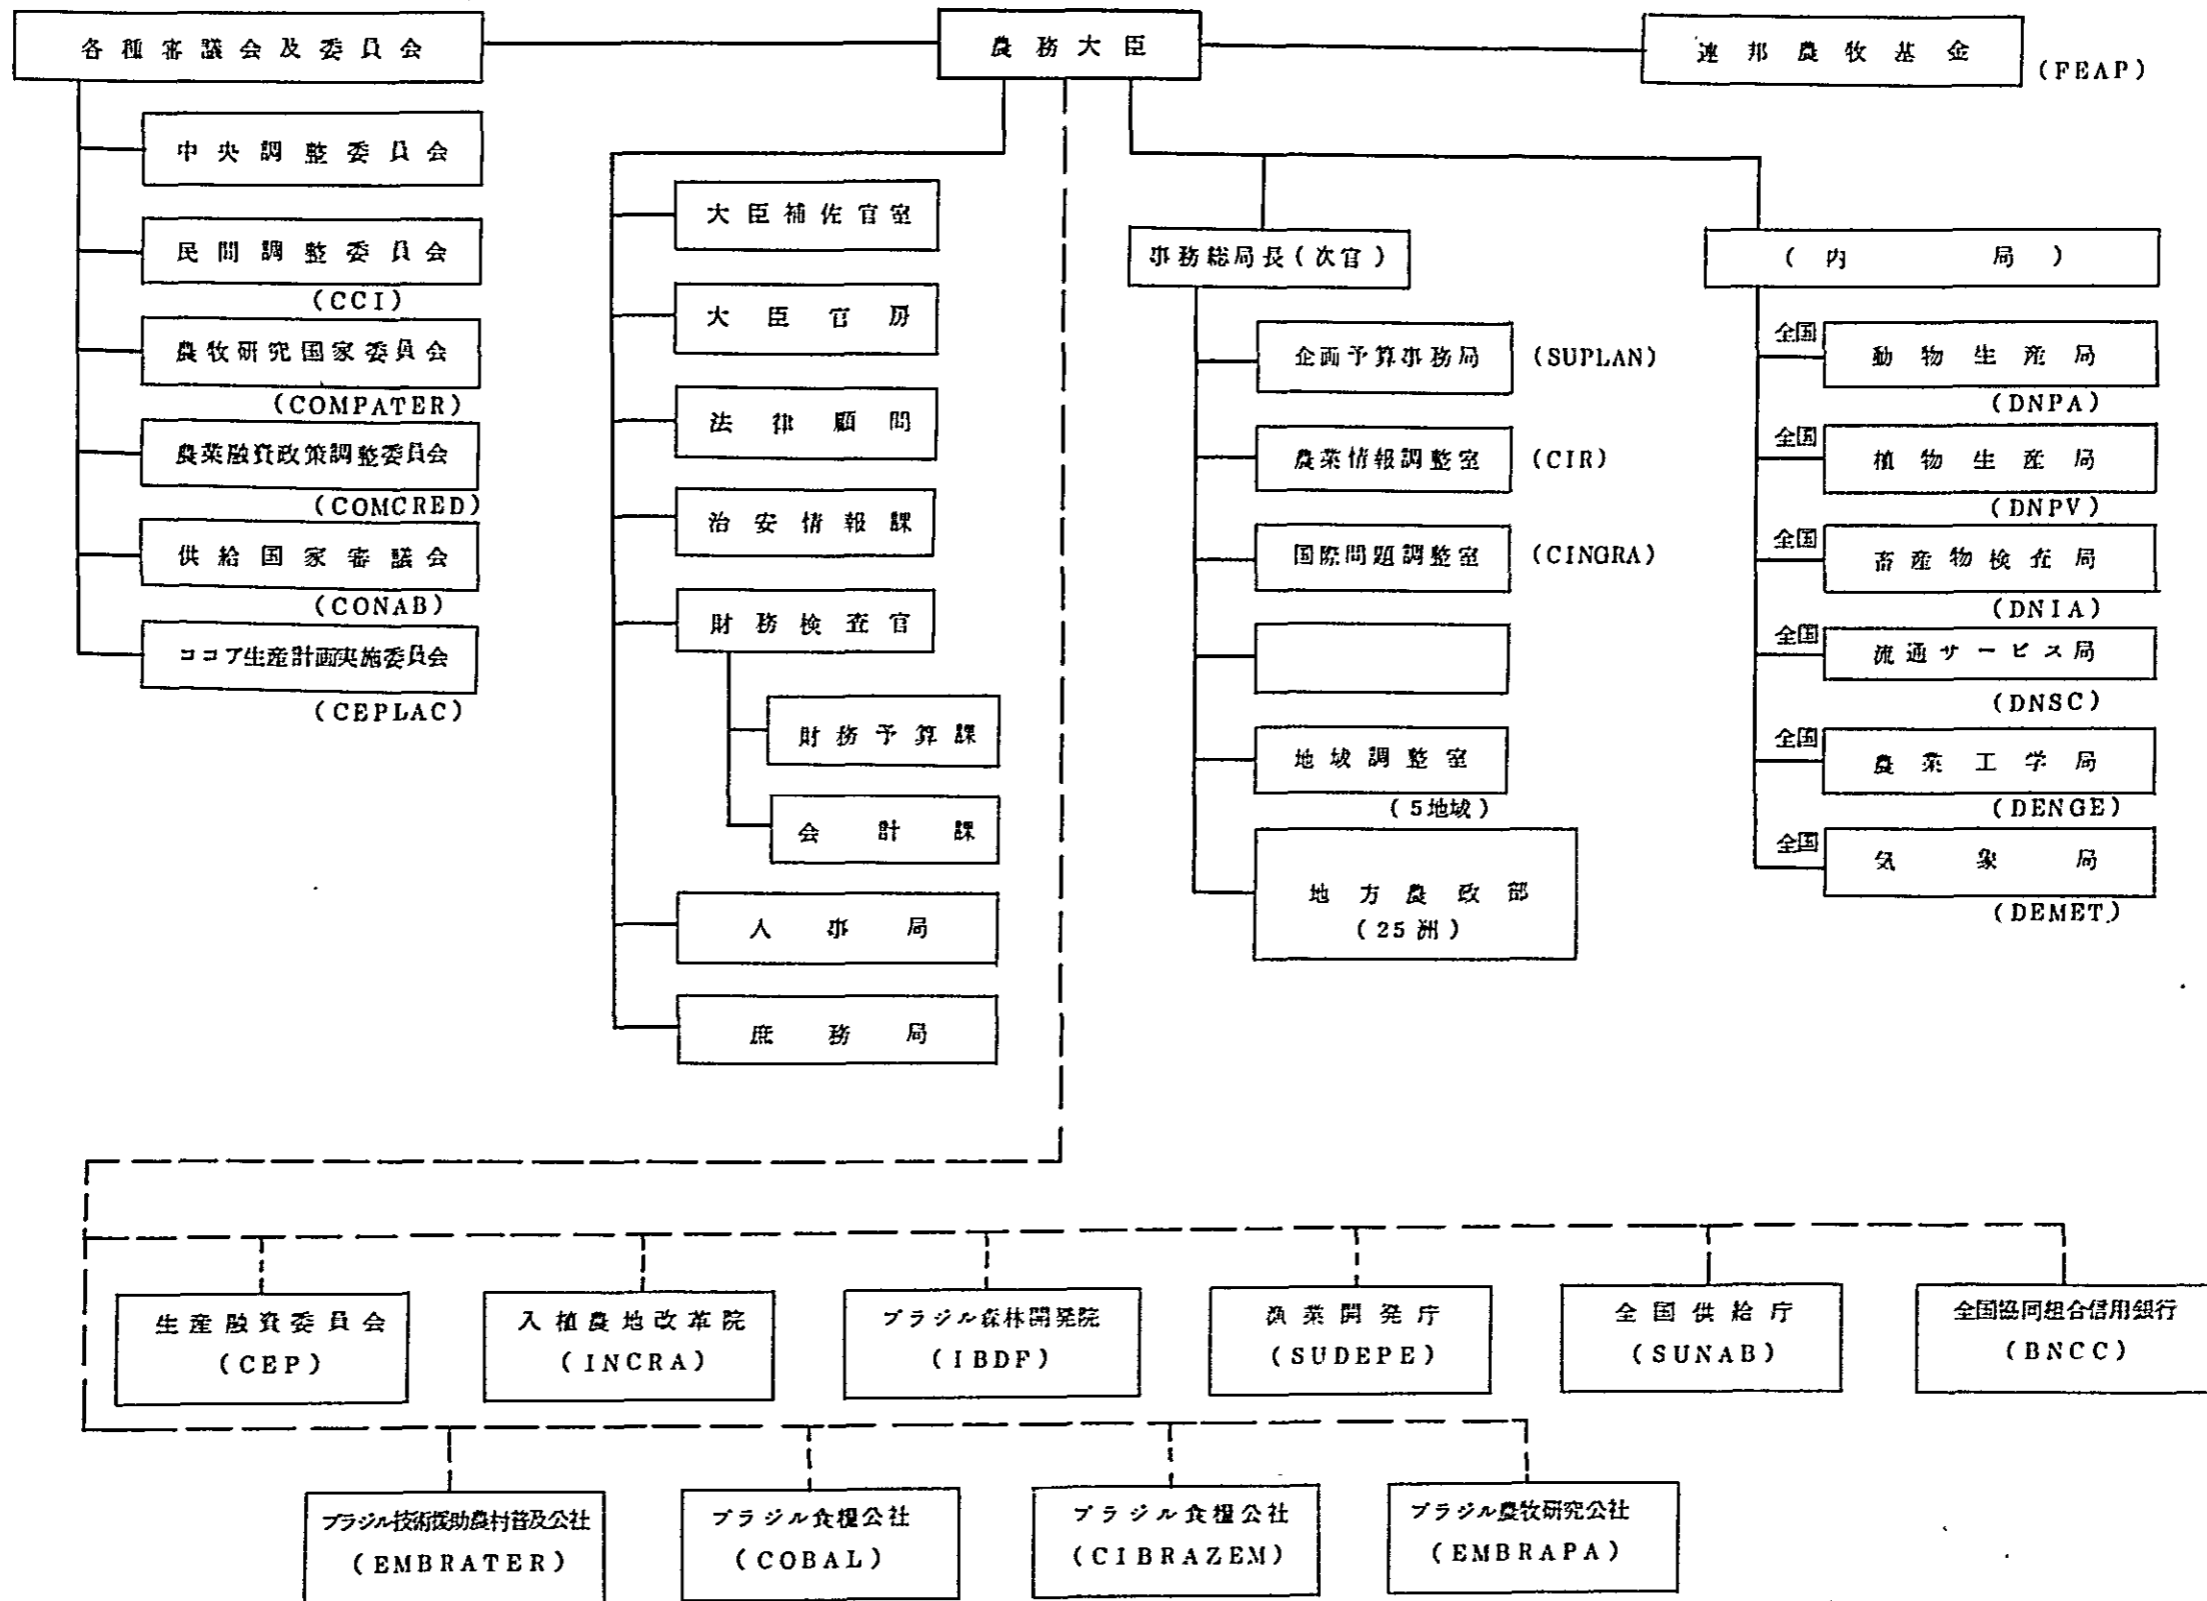 各種審議会及委員会
農務大臣
連邦農牧基金
(FEAP)
中央調整委員会
民間調整委員会
(CCI)
農牧研究国家委員会
(COMPATER)
農業融資政策調整委員会
(COMCRED)
供給国家審議会
(CONAB)
ココア生産計画実施委員会
(CEPLAC)
大臣補佐官室
大臣官房
法律顧問
治安情報課
財務検査官
財務予算課
会計課
人事局
庶務局
事務総局長(次官)
企画予算事務局
(SUPLAN)
農業情報調整室
(CIR)
国際問題調整室
(CINGRA)
地域調整室
(5地域)
地方農政部
(25洲)
(内局)
全国
動物生産局
(DNPA)
全国
植物生産局
(DNPV)
全国
畜産物検査局
(DNIA)
全国
流通サービス局
(DNSC)
全国
農業工学局
(DENGE)
全国
気象局
(DEMET)
生産融資委員会
(CEP)
入植農地改革院
(INCRA)
ブラジル森林開発院
(IBDF)
漁業開発庁
(SUDEPE)
全国供給庁
(SUNAB)
全国協同組合信用銀行
(BNCC)
ブラジル技術援助農村普及公社
(EMBRATER)
ブラジル食糧公社
(COBAL)
ブラジル食糧公社
(CIBRAZEM)
ブラジル農牧研究公社
(EMBRAPA)